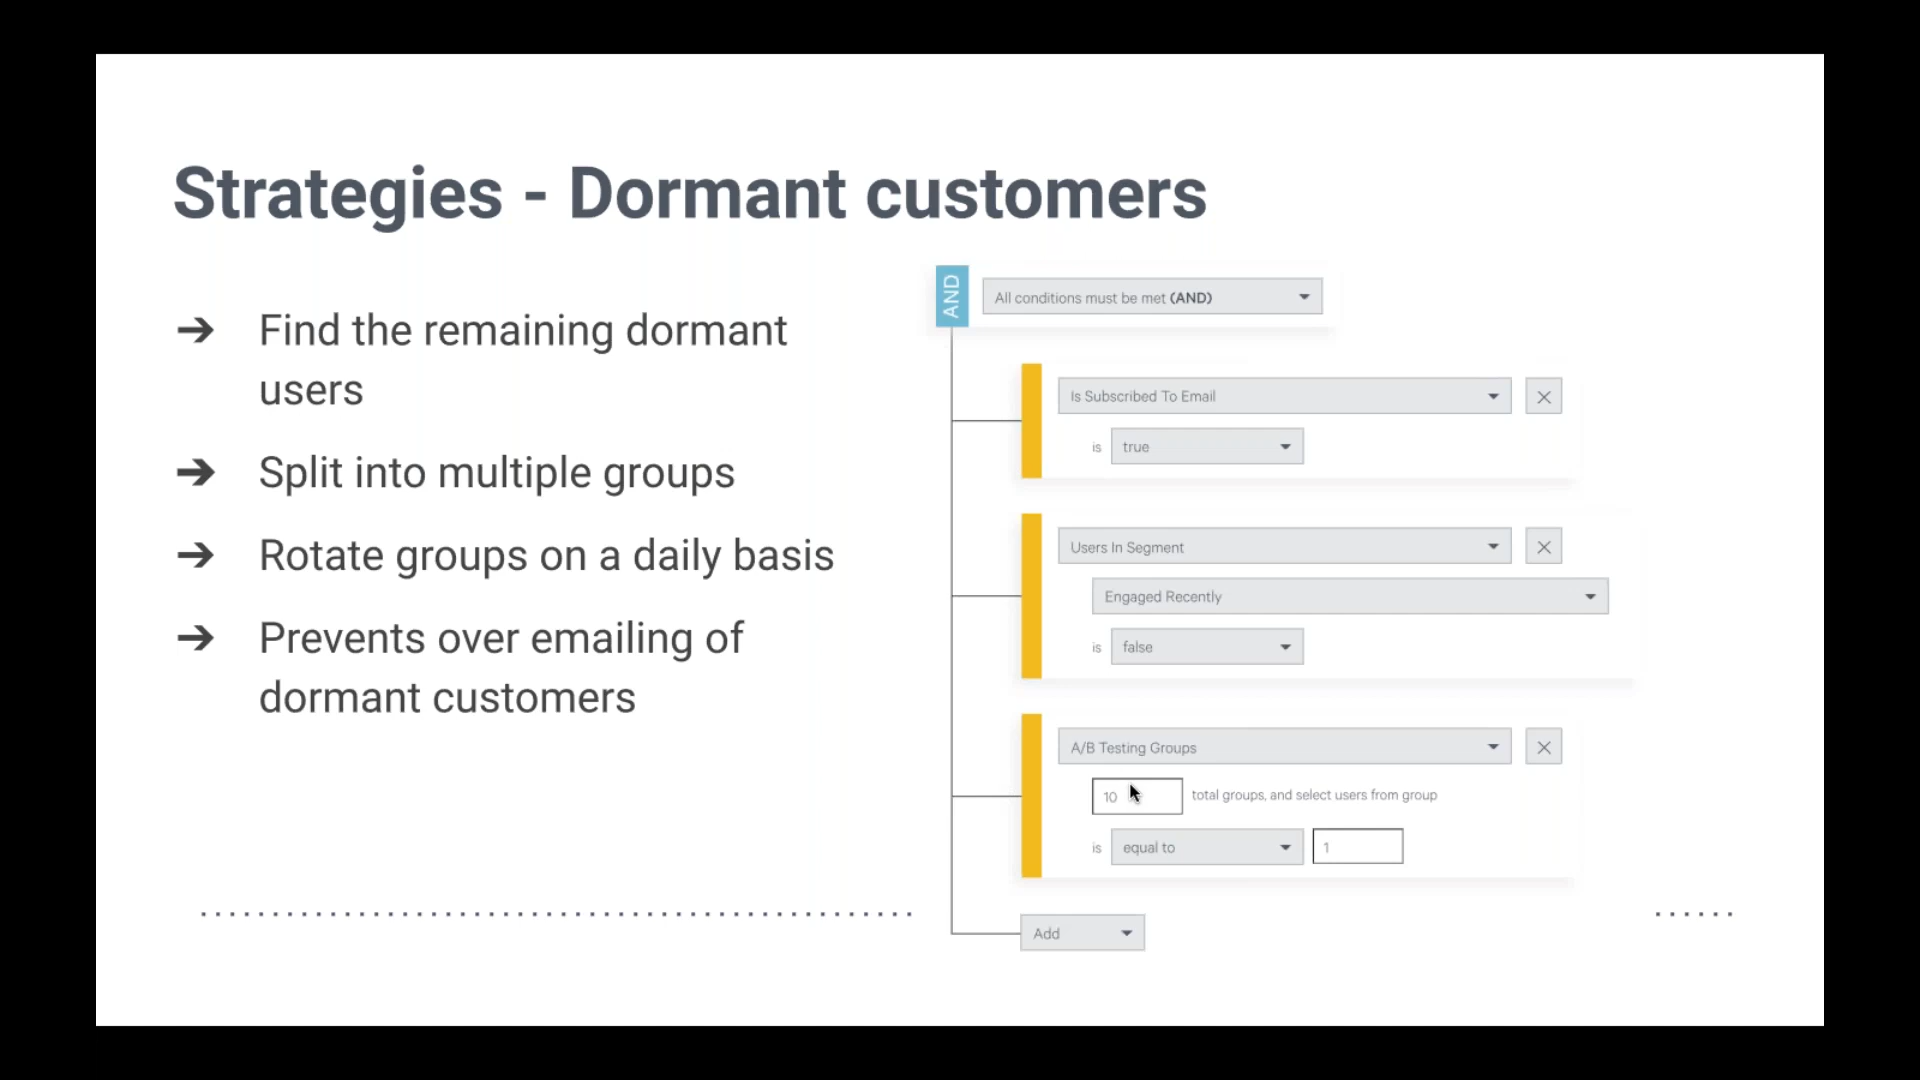 Strategies - Dormant customers
➔ Find the remaining dormant
users
➔ Split into multiple groups
➔ Rotate groups on a daily basis
➔ Prevents over emailing of
dormant customers
AND
All conditions must be met (AND)
Is Subscribed To Email
is true
Users In Segment
Engaged Recently
is false
A/B Testing Groups
10 total groups, and select users from group
is equal to 1
Add